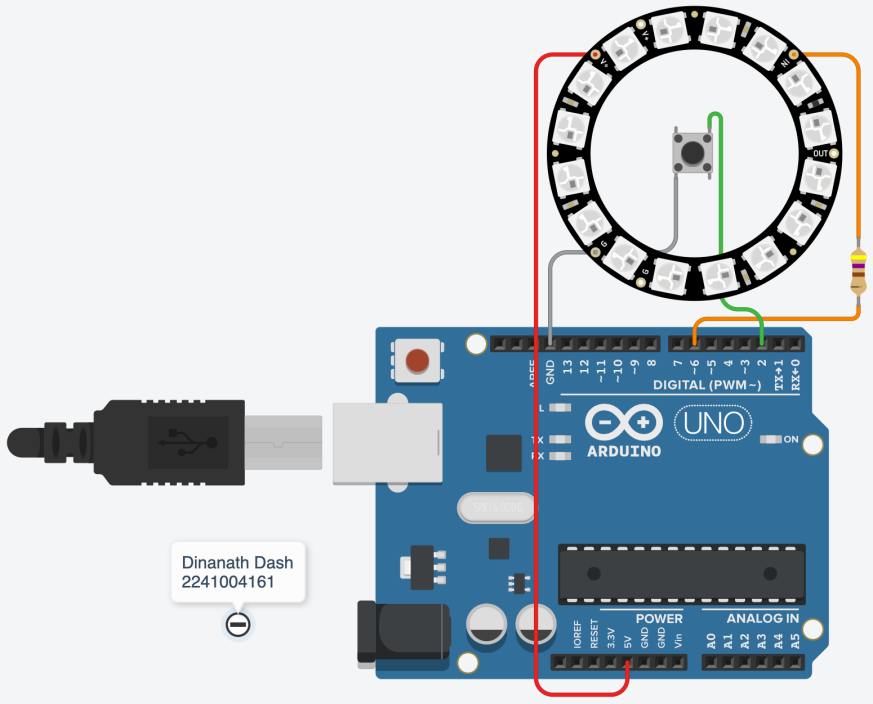 V+
V+
IN
OUT
G
G
AREF
GND
13
12
~11
~10
~9
8
7
~6
~5
4
~3
2
TX→1
RX←0
DIGITAL (PWM~)
L
TX
RX
ARDUINO
UNO
ON
Dinanath Dash
2241004161
POWER
ANALOG IN
IOREF
RESET
3.3V
5V
GND
GND
Vin
A0
A1
A2
A3
A4
A5